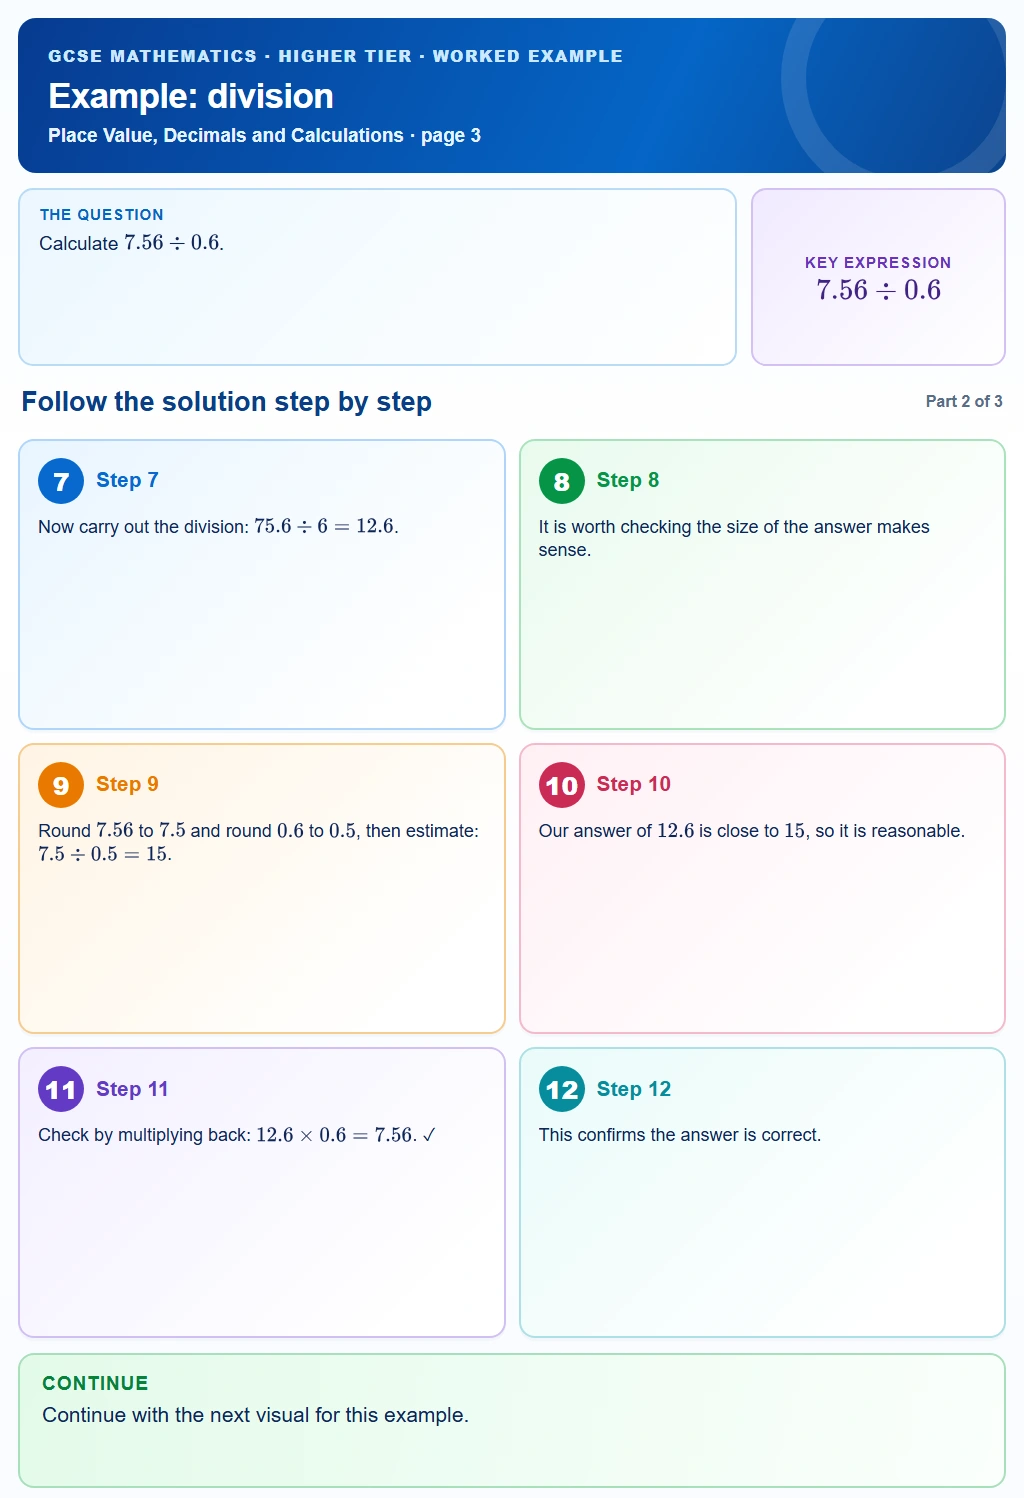 GCSE MATHEMATICS · HIGHER TIER · WORKED EXAMPLE
Example: division
Place Value, Decimals and Calculations · page 3
THE QUESTION
Calculate 7.56 ÷ 0.6.
KEY EXPRESSION
7.56 ÷ 0.6
Follow the solution step by step
Part 2 of 3
7 Step 7
Now carry out the division: 75.6 ÷ 6 = 12.6.
8 Step 8
It is worth checking the size of the answer makes
sense.
9 Step 9
Round 7.56 to 7.5 and round 0.6 to 0.5, then estimate:
7.5 ÷ 0.5 = 15.
10 Step 10
Our answer of 12.6 is close to 15, so it is reasonable.
11 Step 11
Check by multiplying back: 12.6 × 0.6 = 7.56. ✓
12 Step 12
This confirms the answer is correct.
CONTINUE
Continue with the next visual for this example.